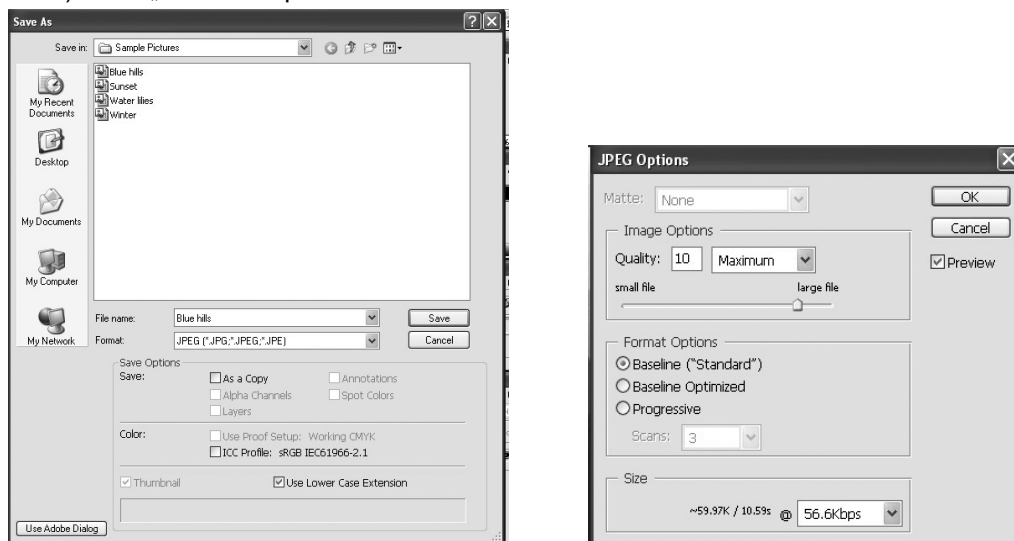 Save As
Save in: Sample Pictures
My Recent
Documents
Desktop
My Documents
My Computer
My Network
Blue hills
Sunset
Water lilies
Winter
File name: Blue hills Save
Format: JPEG (*.JPG;*.JPEG;*.JPE) Cancel
Save Options
Save: As a Copy Annotations
Alpha Channels Spot Colors
Layers
Color: Use Proof Setup: Working CMYK
ICC Profile: sRGB IEC61966-2.1
Thumbnail Use Lower Case Extension
Use Adobe Dialog
JPEG Options
Matte: None OK
Cancel
Image Options
Quality: 10 Maximum Preview
small file large file
Format Options
Baseline ("Standard")
Baseline Optimized
Progressive
Scans: 3
Size
~59.97K / 10.59s @ 56.6Kbps